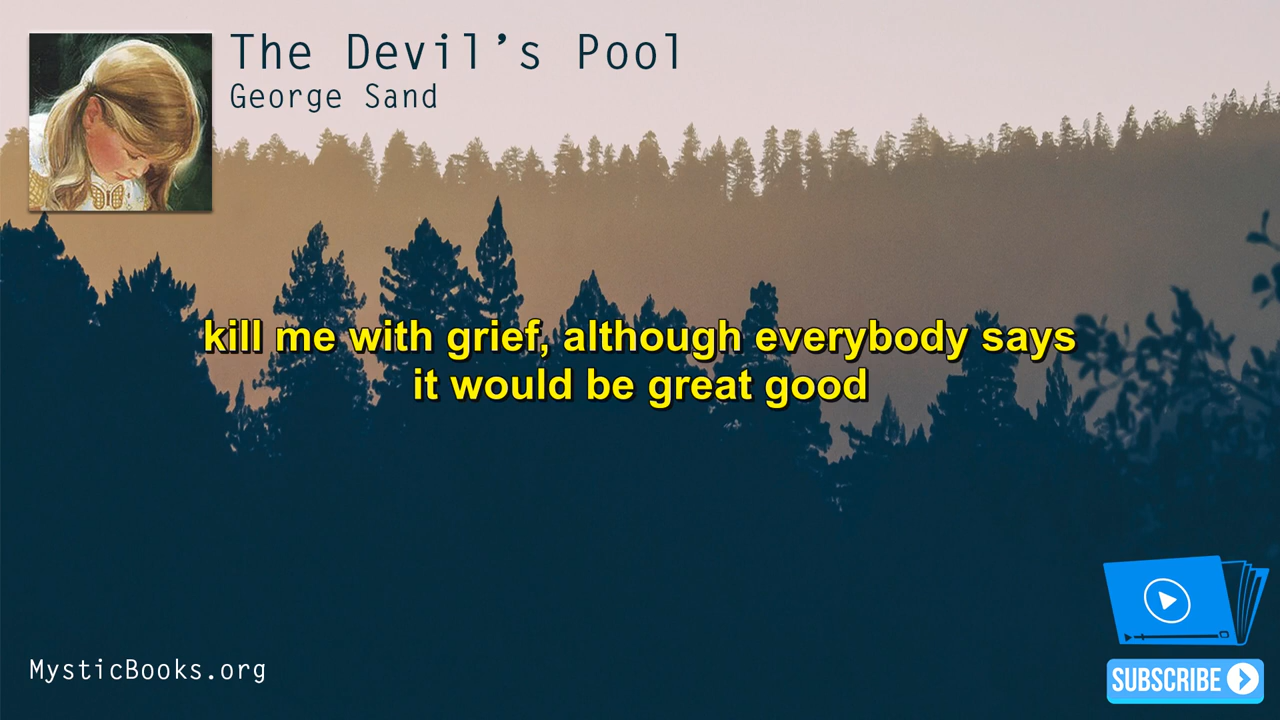 The Devil's Pool
George Sand
kill me with grief, although everybody says
it would be great good
MysticBooks.org
SUBSCRIBE